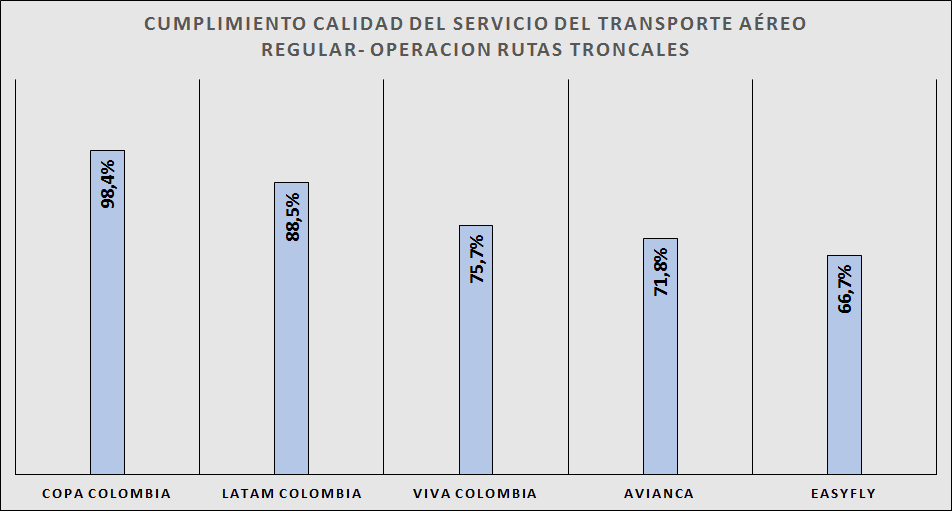 CUMPLIMIENTO CALIDAD DEL SERVICIO DEL TRANSPORTE AÉREO
REGULAR- OPERACION RUTAS TRONCALES
98,4%
88,5%
75,7%
71,8%
66,7%
COPA COLOMBIA
LATAM COLOMBIA
VIVA COLOMBIA
AVIANCA
EASYFLY